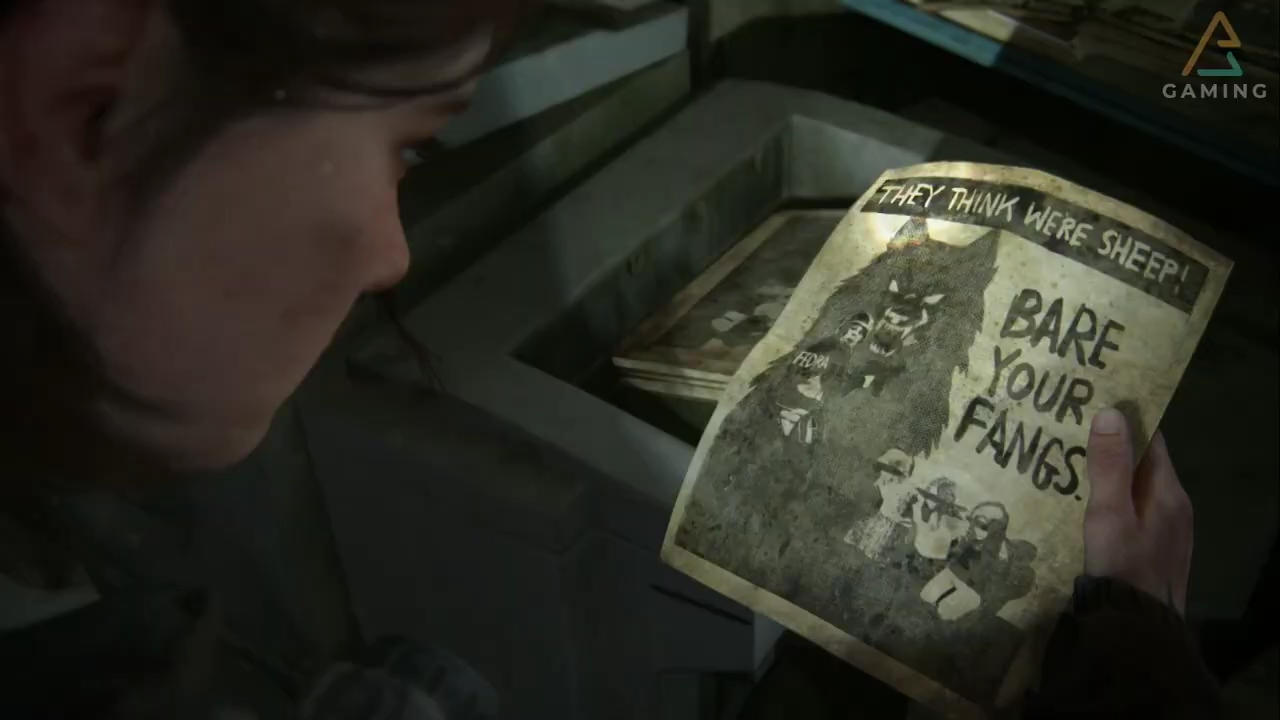 GAMING
THEY THINK WE'RE SHEEP!
BARE
YOUR
FANGS.
FEDRA